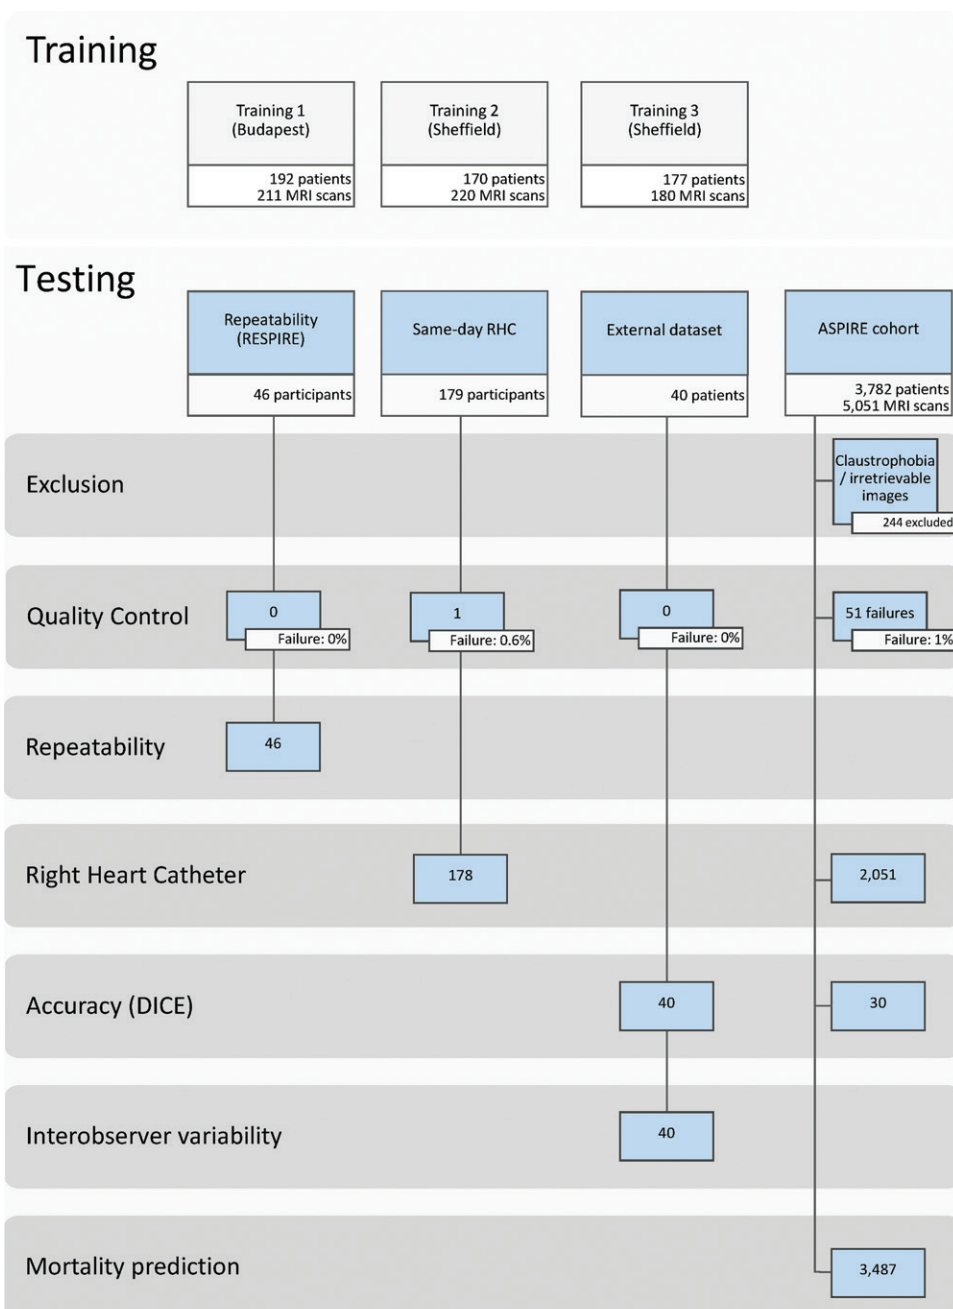 Training
Training 1
(Budapest)
192 patients
211 MRI scans
Training 2
(Sheffield)
170 patients
220 MRI scans
Training 3
(Sheffield)
177 patients
180 MRI scans
Testing
Repeatability
(RESPIRE)
46 participants
Same-day RHC
179 participants
External dataset
40 patients
ASPIRE cohort
3,782 patients
5,051 MRI scans
Exclusion
Claustrophobia
/ irretrievable
images
244 excluded
Quality Control
0
Failure: 0%
1
Failure: 0.6%
0
Failure: 0%
51 failures
Failure: 1%
Repeatability
46
Right Heart Catheter
178
2,051
Accuracy (DICE)
40
30
Interobserver variability
40
Mortality prediction
3,487